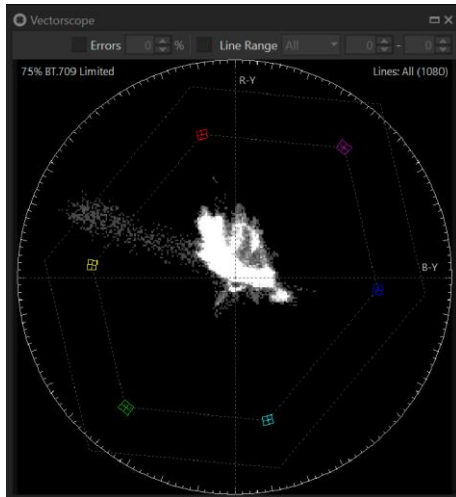 Vectorscope
Errors 0 % Line Range All 0 - 0
75% BT.709 Limited Lines: All (1080)
R-Y
B-Y